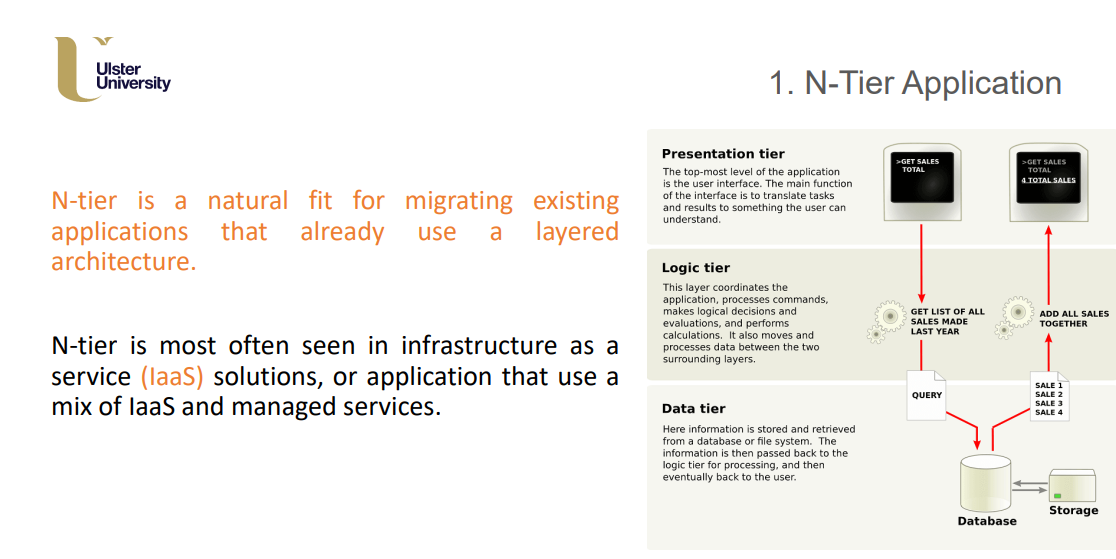 Ulster
University
1. N-Tier Application
N-tier is a natural fit for migrating existing
applications that already use a layered
architecture.
N-tier is most often seen in infrastructure as a
service (IaaS) solutions, or application that use a
mix of IaaS and managed services.
Presentation tier
The top-most level of the application
is the user interface. The main function
of the interface is to translate tasks
and results to something the user can
understand.
>GET SALES
TOTAL
>GET SALES
TOTAL
4 TOTAL SALES
Logic tier
This layer coordinates the
application, processes commands,
makes logical decisions and
evaluations, and performs
calculations. It also moves and
processes data between the two
surrounding layers.
GET LIST OF ALL
SALES MADE
LAST YEAR
ADD ALL SALES
TOGETHER
Data tier
Here information is stored and retrieved
from a database or file system. The
information is then passed back to the
logic tier for processing, and then
eventually back to the user.
QUERY
SALE 1
SALE 2
SALE 3
SALE 4
Database
Storage